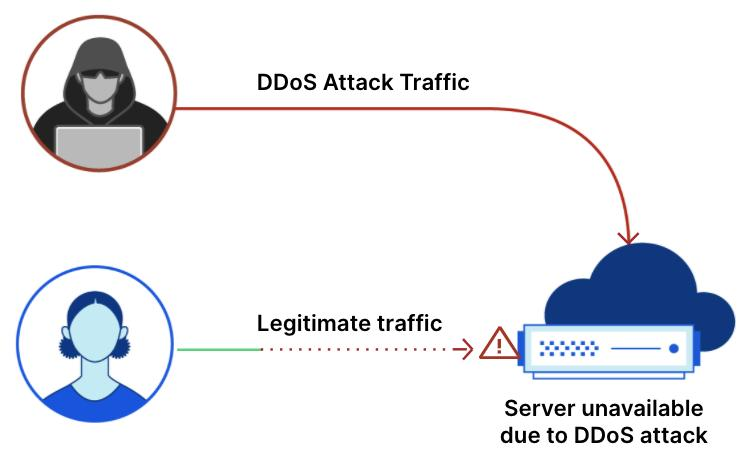 DDoS Attack Traffic
Legitimate traffic
Server unavailable
due to DDoS attack